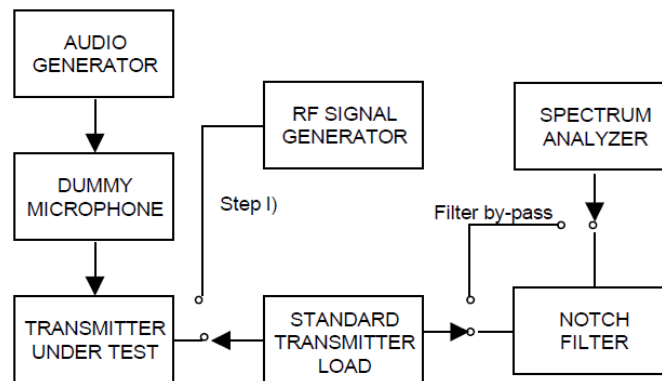 AUDIO
GENERATOR
RF SIGNAL
GENERATOR
SPECTRUM
ANALYZER
DUMMY
MICROPHONE
Step I)
Filter by-pass
TRANSMITTER
UNDER TEST
STANDARD
TRANSMITTER
LOAD
NOTCH
FILTER